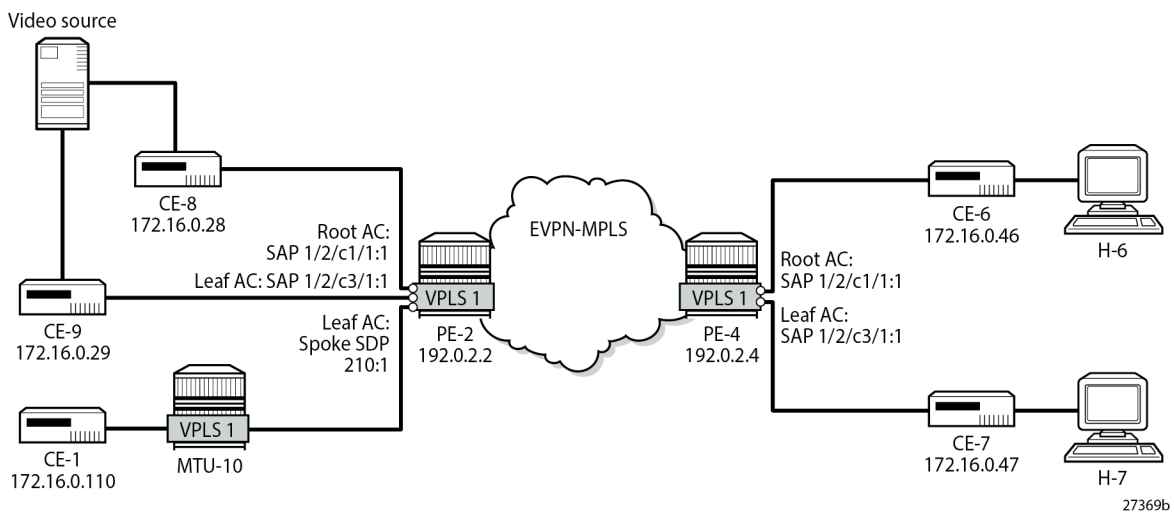 Video source
CE-8
172.16.0.28
Root AC:
SAP 1/2/c1/1:1
Leaf AC: SAP 1/2/c3/1:1
CE-9
172.16.0.29
Leaf AC:
Spoke SDP
210:1
VPLS 1
PE-2
192.0.2.2
VPLS 1
MTU-10
CE-1
172.16.0.110
EVPN-MPLS
VPLS 1
PE-4
192.0.2.4
Root AC:
SAP 1/2/c1/1:1
Leaf AC:
SAP 1/2/c3/1:1
CE-6
172.16.0.46
H-6
CE-7
172.16.0.47
H-7
27369b